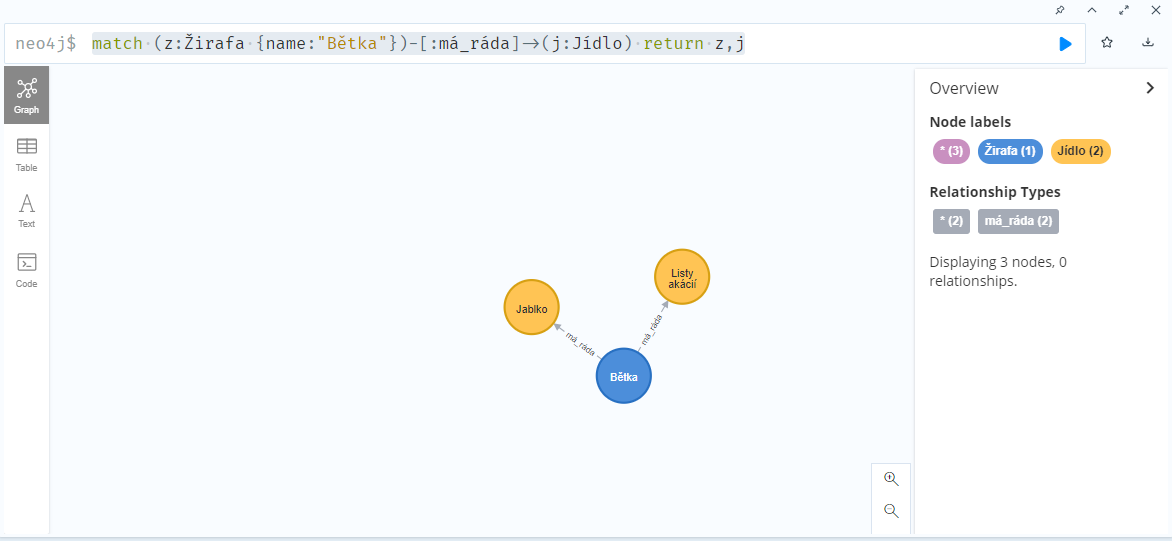 neo4j$ match (z:Žirafa {name:"Bětka"})-[:má_ráda]->(j:Jídlo) return z,j
Graph
Table
Text
Code
Jablko
Listy
akácií
má_ráda
má_ráda
Bětka
Overview
Node labels
* (3) Žirafa (1) Jídlo (2)
Relationship Types
* (2) má_ráda (2)
Displaying 3 nodes, 0
relationships.